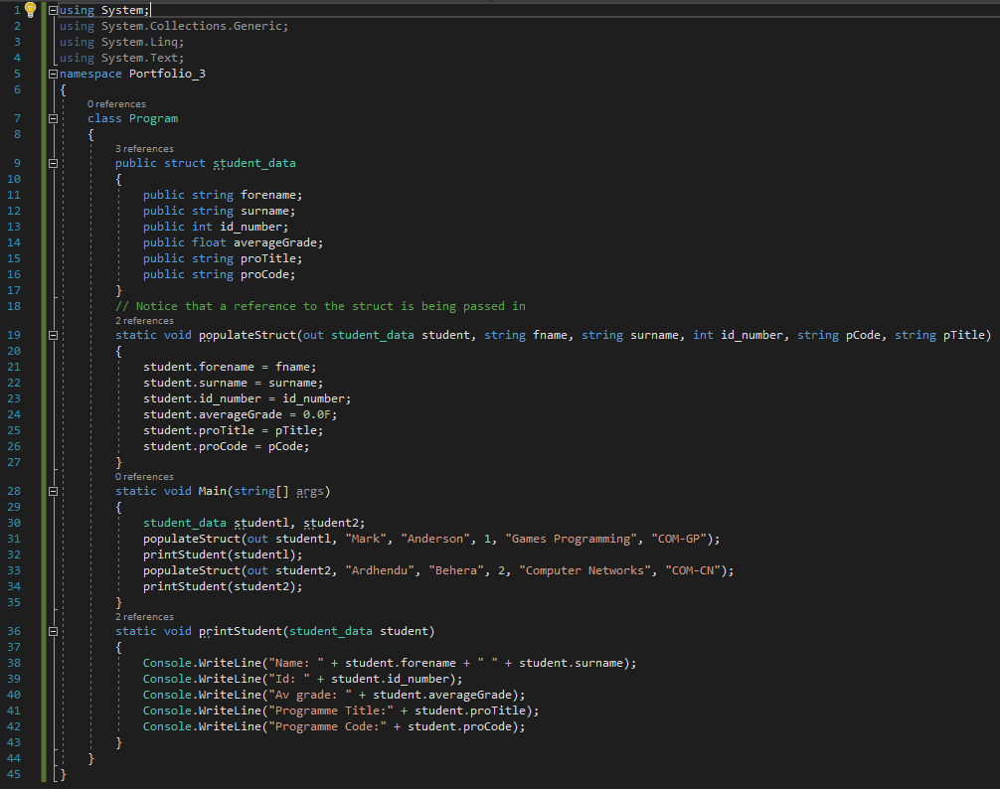 1 using System;
2 using System.Collections.Generic;
3 using System.Linq;
4 using System.Text;
5 namespace Portfolio_3
6 {
0 references
7 class Program
8 {
3 references
9 public struct student_data
10 {
11 public string forename;
12 public string surname;
13 public int id_number;
14 public float averageGrade;
15 public string proTitle;
16 public string proCode;
17 }
18 // Notice that a reference to the struct is being passed in
2 references
19 static void populateStruct(out student_data student, string fname, string surname, int id_number, string pCode, string pTitle)
20 {
21 student.forename = fname;
22 student.surname = surname;
23 student.id_number = id_number;
24 student.averageGrade = 0.0F;
25 student.proTitle = pTitle;
26 student.proCode = pCode;
27 }
0 references
28 static void Main(string[] args)
29 {
30 student_data studentl, student2;
31 populateStruct(out studentl, "Mark", "Anderson", 1, "Games Programming", "COM-GP");
32 printStudent(studentl);
33 populateStruct(out student2, "Ardhendu", "Behera", 2, "Computer Networks", "COM-CN");
34 printStudent(student2);
35 }
2 references
36 static void printStudent(student_data student)
37 {
38 Console.WriteLine("Name: " + student.forename + " " + student.surname);
39 Console.WriteLine("Id: " + student.id_number);
40 Console.WriteLine("Av grade: " + student.averageGrade);
41 Console.WriteLine("Programme Title:" + student.proTitle);
42 Console.WriteLine("Programme Code:" + student.proCode);
43 }
44 }
45 }